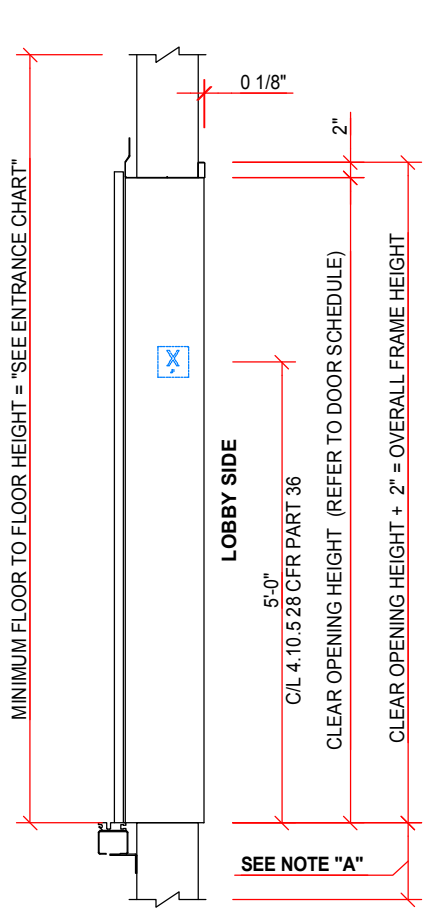 0 1/8"
2"
MINIMUM FLOOR TO FLOOR HEIGHT = "SEE ENTRANCE CHART"
X
LOBBY SIDE
5'-0"
C/L 4.10.5 28 CFR PART 36
CLEAR OPENING HEIGHT (REFER TO DOOR SCHEDULE)
CLEAR OPENING HEIGHT + 2" = OVERALL FRAME HEIGHT
SEE NOTE "A"